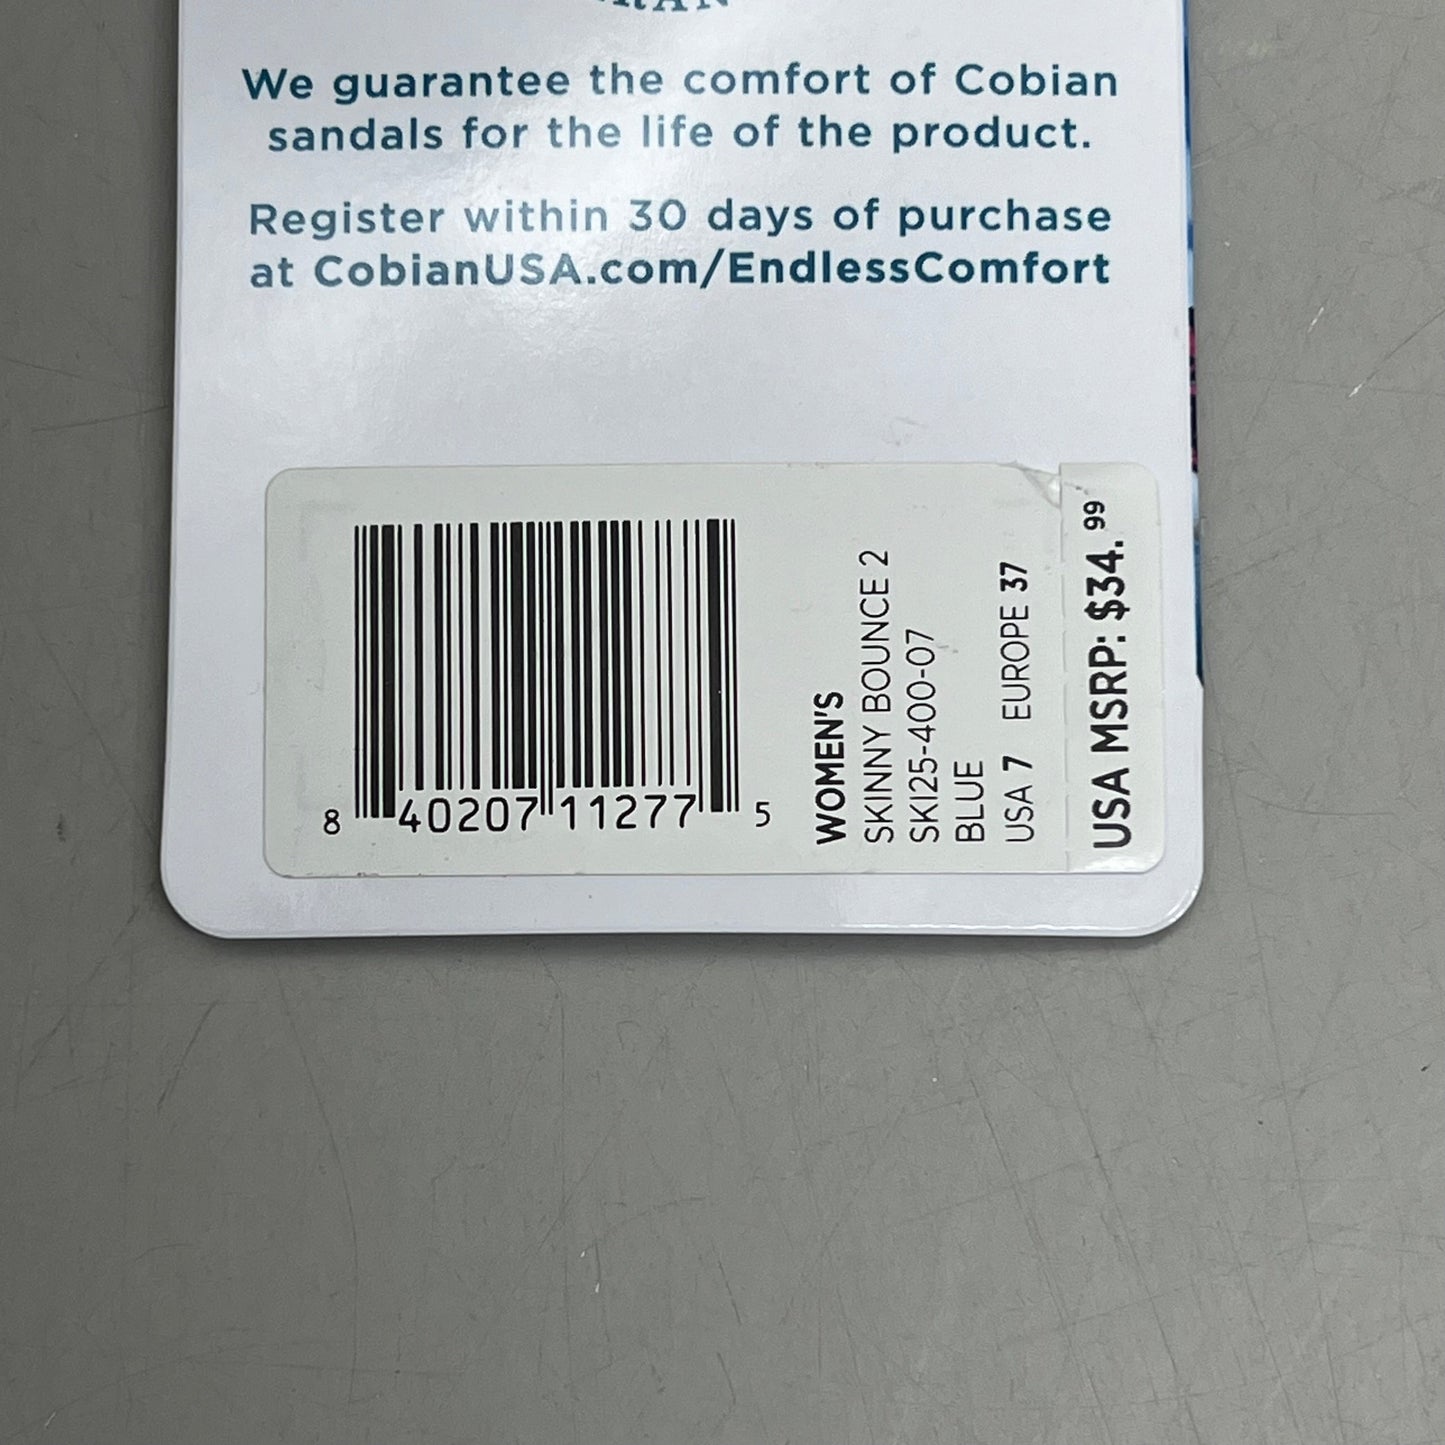 We guarantee the comfort of Cobian
sandals for the life of the product.
Register within 30 days of purchase
at CobianUSA.com/EndlessComfort
8 40207 11277 5
WOMEN'S
SKINNY BOUNCE 2
SKI25-400-07
BLUE
USA 7 EUROPE 37
USA MSRP: $34.99